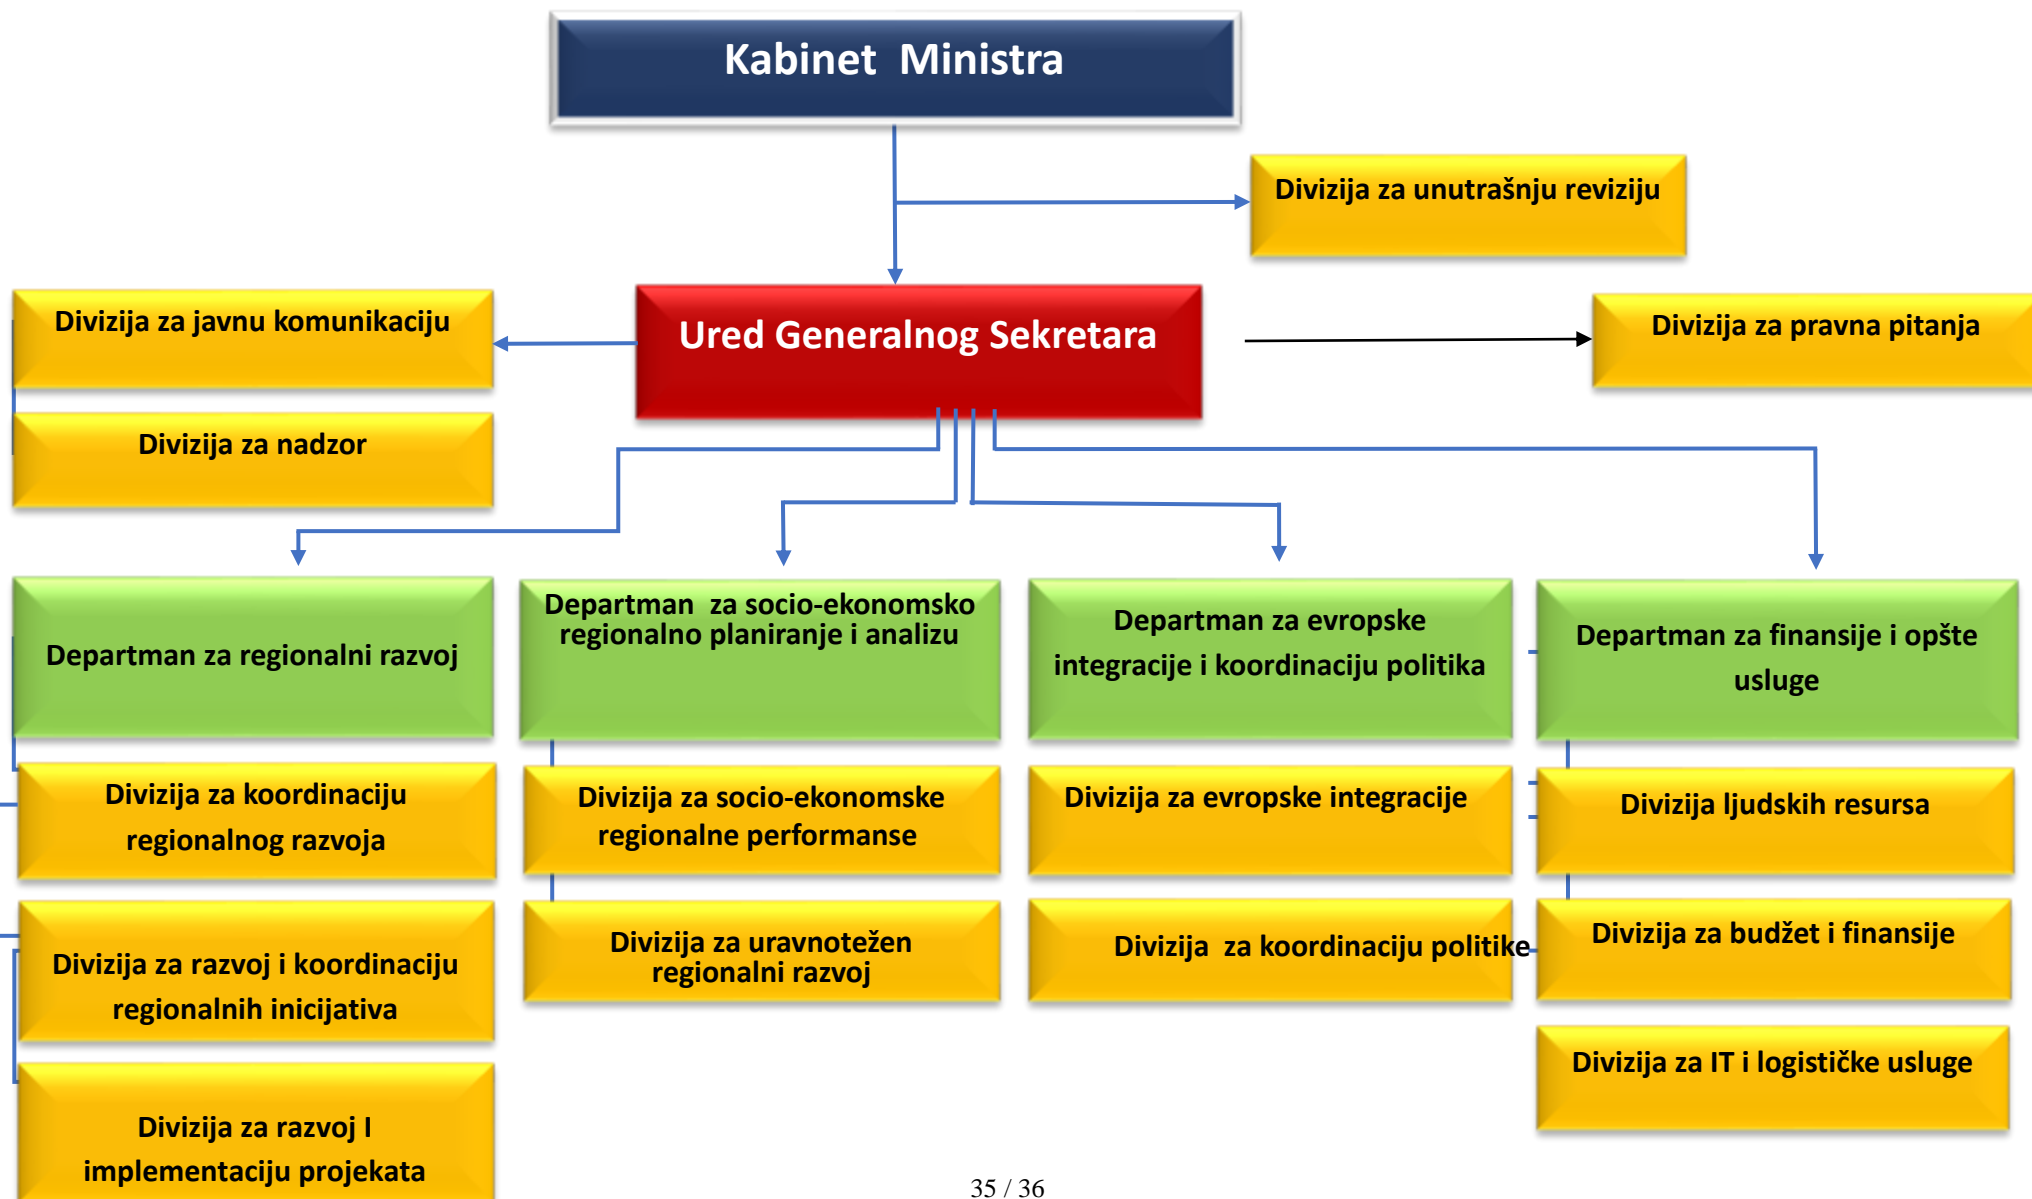 Kabinet  Ministra
Divizija za unutrašnju reviziju
Divizija za javnu komunikaciju
Ured Generalnog Sekretara
Divizija za pravna pitanja
Divizija za nadzor
Departman za regionalni razvoj
Departman  za socio-ekonomsko
regionalno planiranje i analizu
Departman za evropske
integracije i koordinaciju politika
Departman za finansije i opšte
usluge
Divizija za koordinaciju
regionalnog razvoja
Divizija za socio-ekonomske
regionalne performanse
Divizija za evropske integracije
Divizija ljudskih resursa
Divizija za razvoj i koordinaciju
regionalnih inicijativa
Divizija za uravnotežen
regionalni razvoj
Divizija  za koordinaciju politike
Divizija za budžet i finansije
Divizija za IT i logističke usluge
Divizija za razvoj I
implementaciju projekata
35 / 36